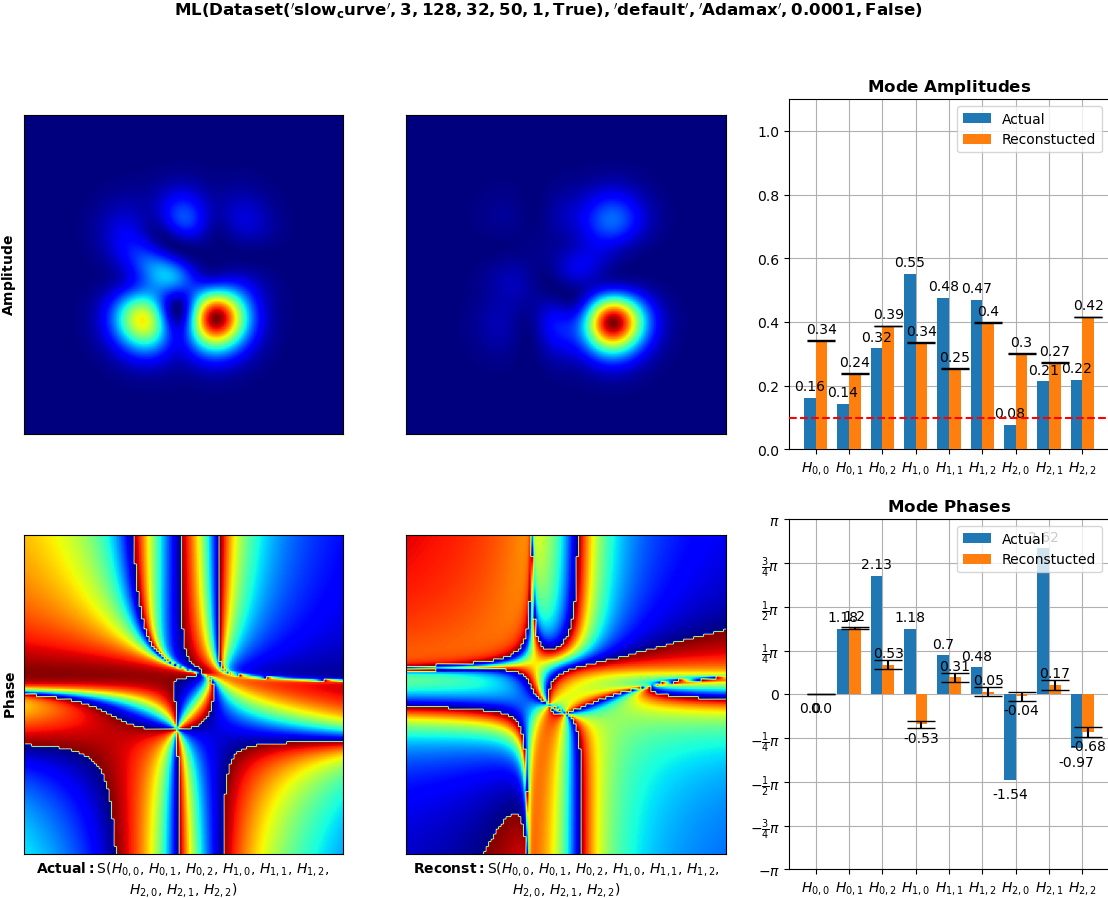 ML(Dataset('slow_curve', 3, 128, 32, 50, 1, True), 'default', 'Adamax', 0.0001, False)
Amplitude
Mode Amplitudes
Actual
Reconstucted
1.0
0.8
0.6
0.4
0.2
0.0
0.16
0.34
0.14
0.24
0.32
0.39
0.55
0.34
0.48
0.25
0.47
0.4
0.08
0.3
0.21
0.27
0.22
0.42
H0,0 H0,1 H0,2 H1,0 H1,1 H1,2 H2,0 H2,1 H2,2
Phase
Actual: S(H0,0, H0,1, H0,2, H1,0, H1,1, H1,2,
H2,0, H2,1, H2,2)
Reconst: S(H0,0, H0,1, H0,2, H1,0, H1,1, H1,2,
H2,0, H2,1, H2,2)
Mode Phases
Actual
Reconstucted
π
3/4π
1/2π
1/4π
0
−1/4π
−1/2π
−3/4π
−π
0.0
0.0
1.18
1.2
2.13
0.53
1.18
-0.53
0.7
0.31
0.48
0.05
-1.54
-0.04
0.17
-0.97
-0.68
H0,0 H0,1 H0,2 H1,0 H1,1 H1,2 H2,0 H2,1 H2,2